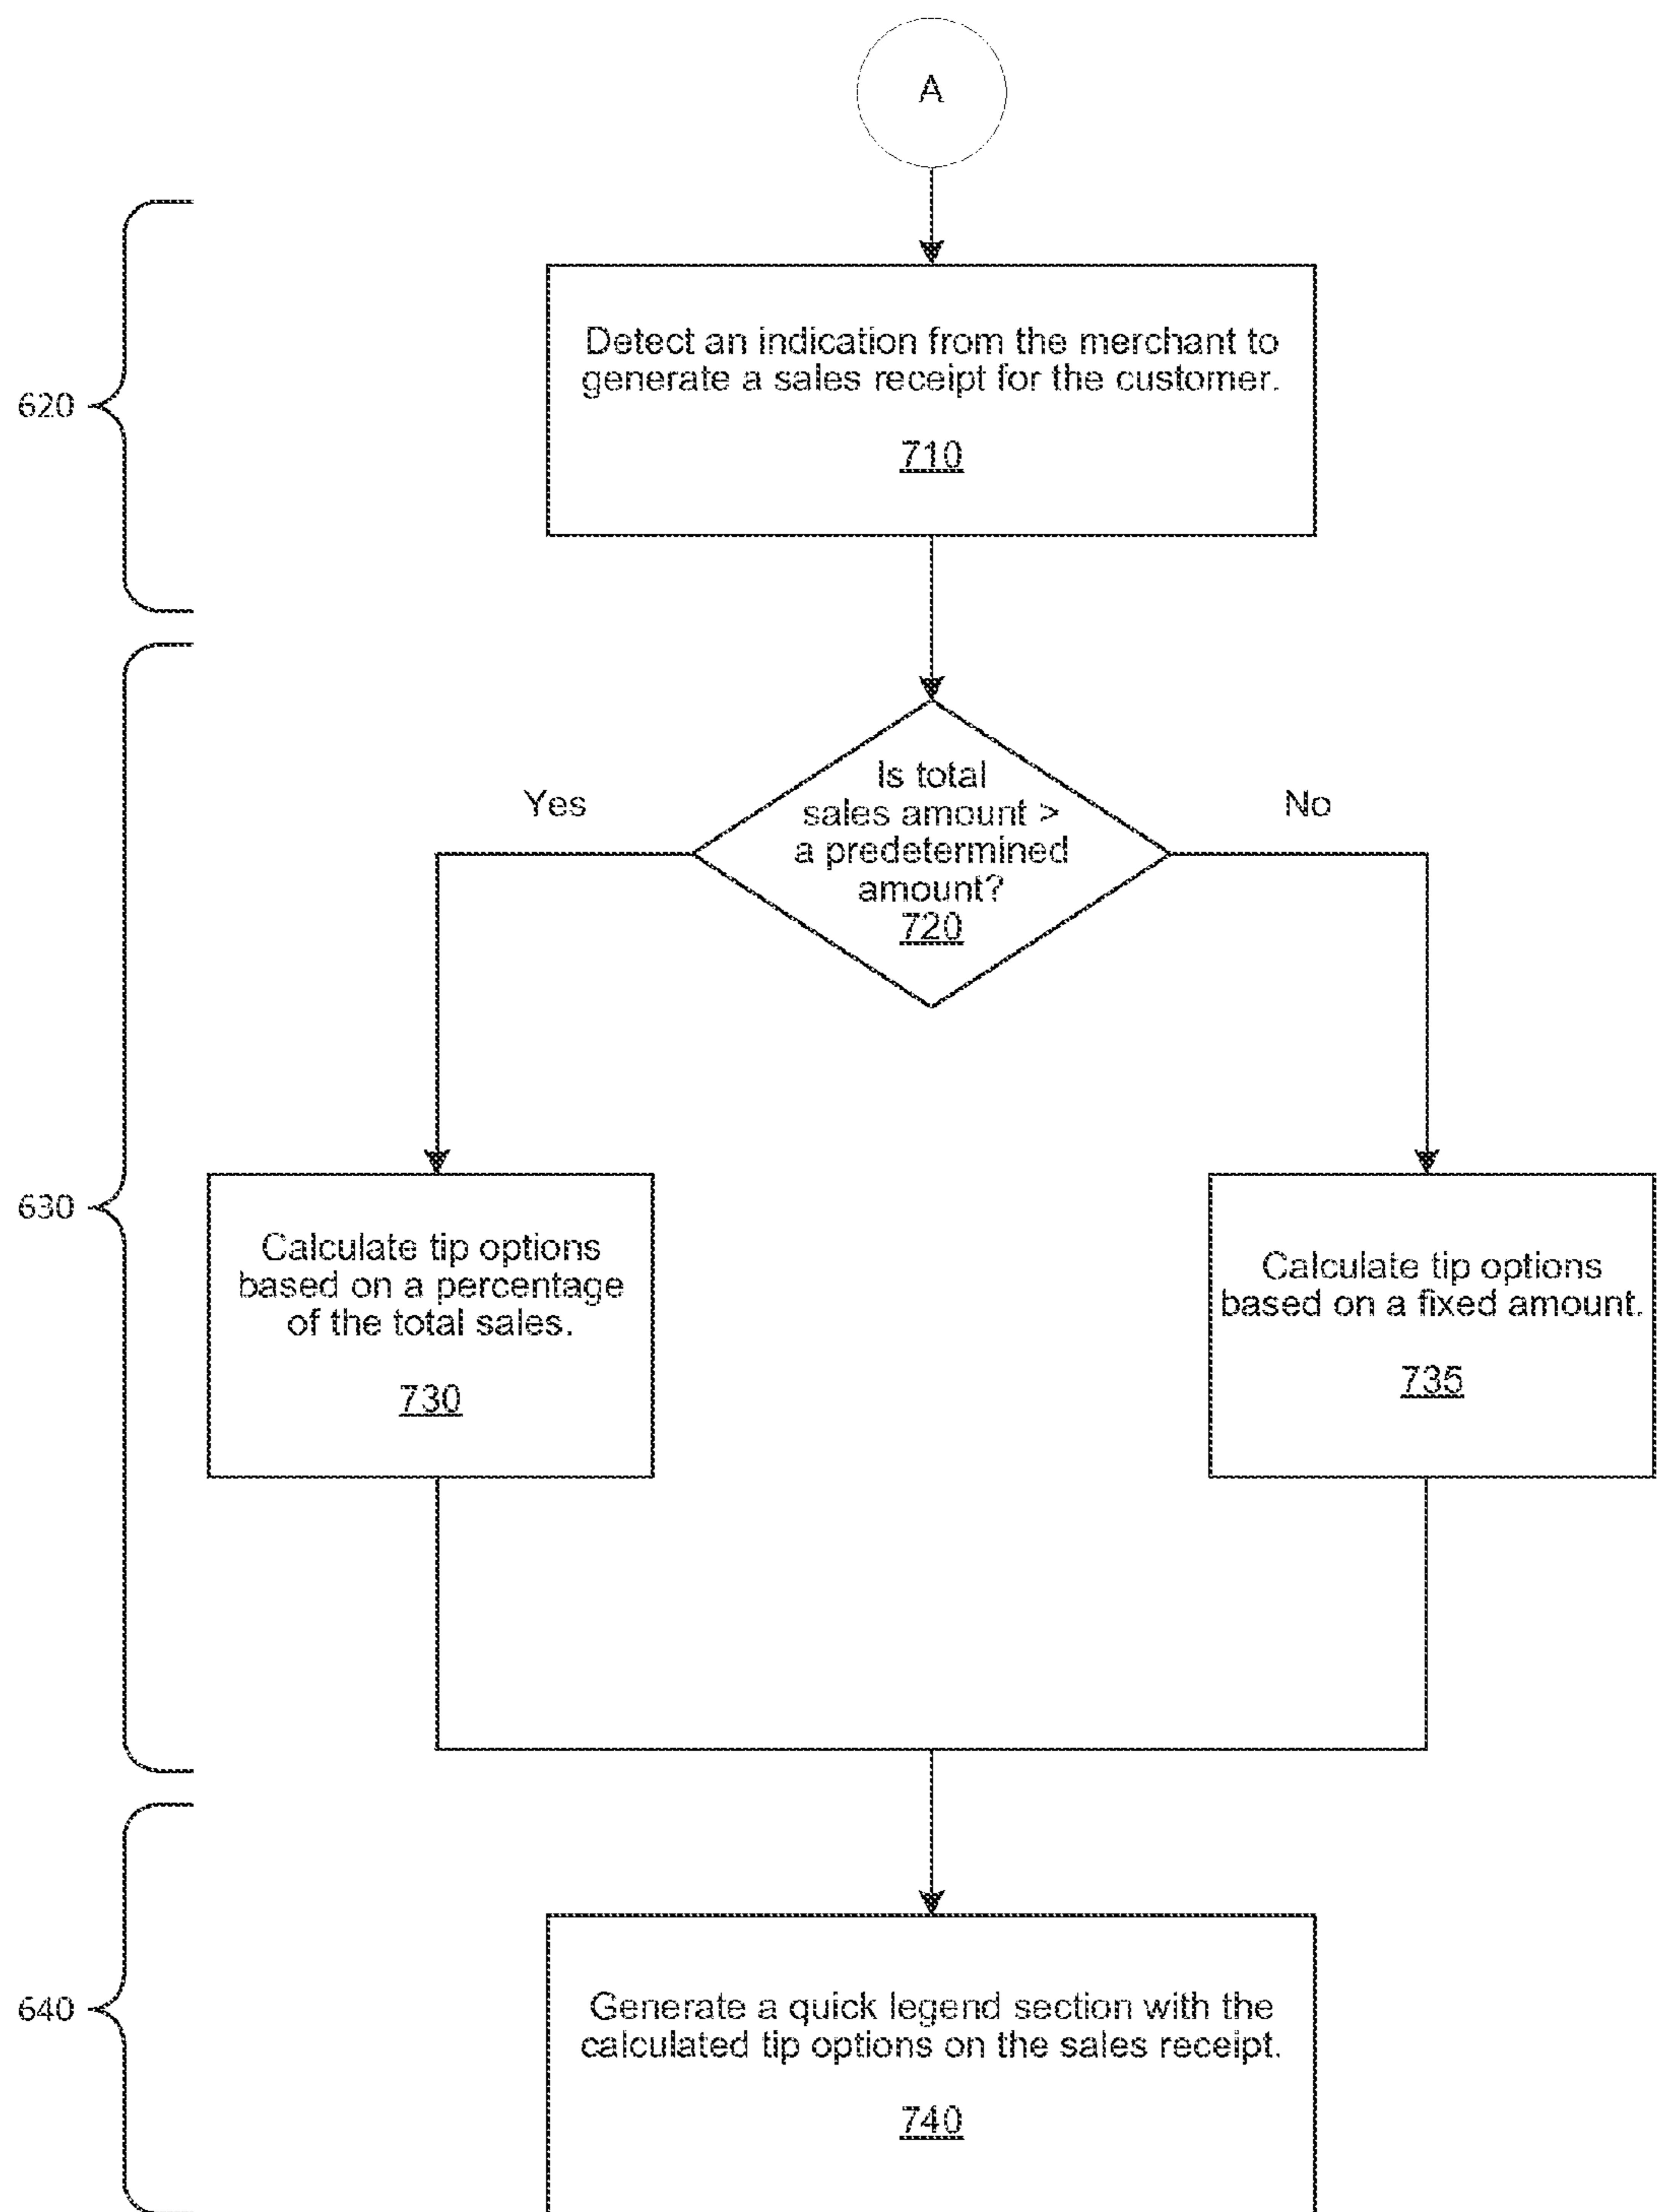 A
Detect an indication from the merchant to
generate a sales receipt for the customer.
710
620
Is total
sales amount >
a predetermined
amount?
720
Yes
No
630
Calculate tip options
based on a percentage
of the total sales.
730
Calculate tip options
based on a fixed amount.
735
640
Generate a quick legend section with the
calculated tip options on the sales receipt.
740